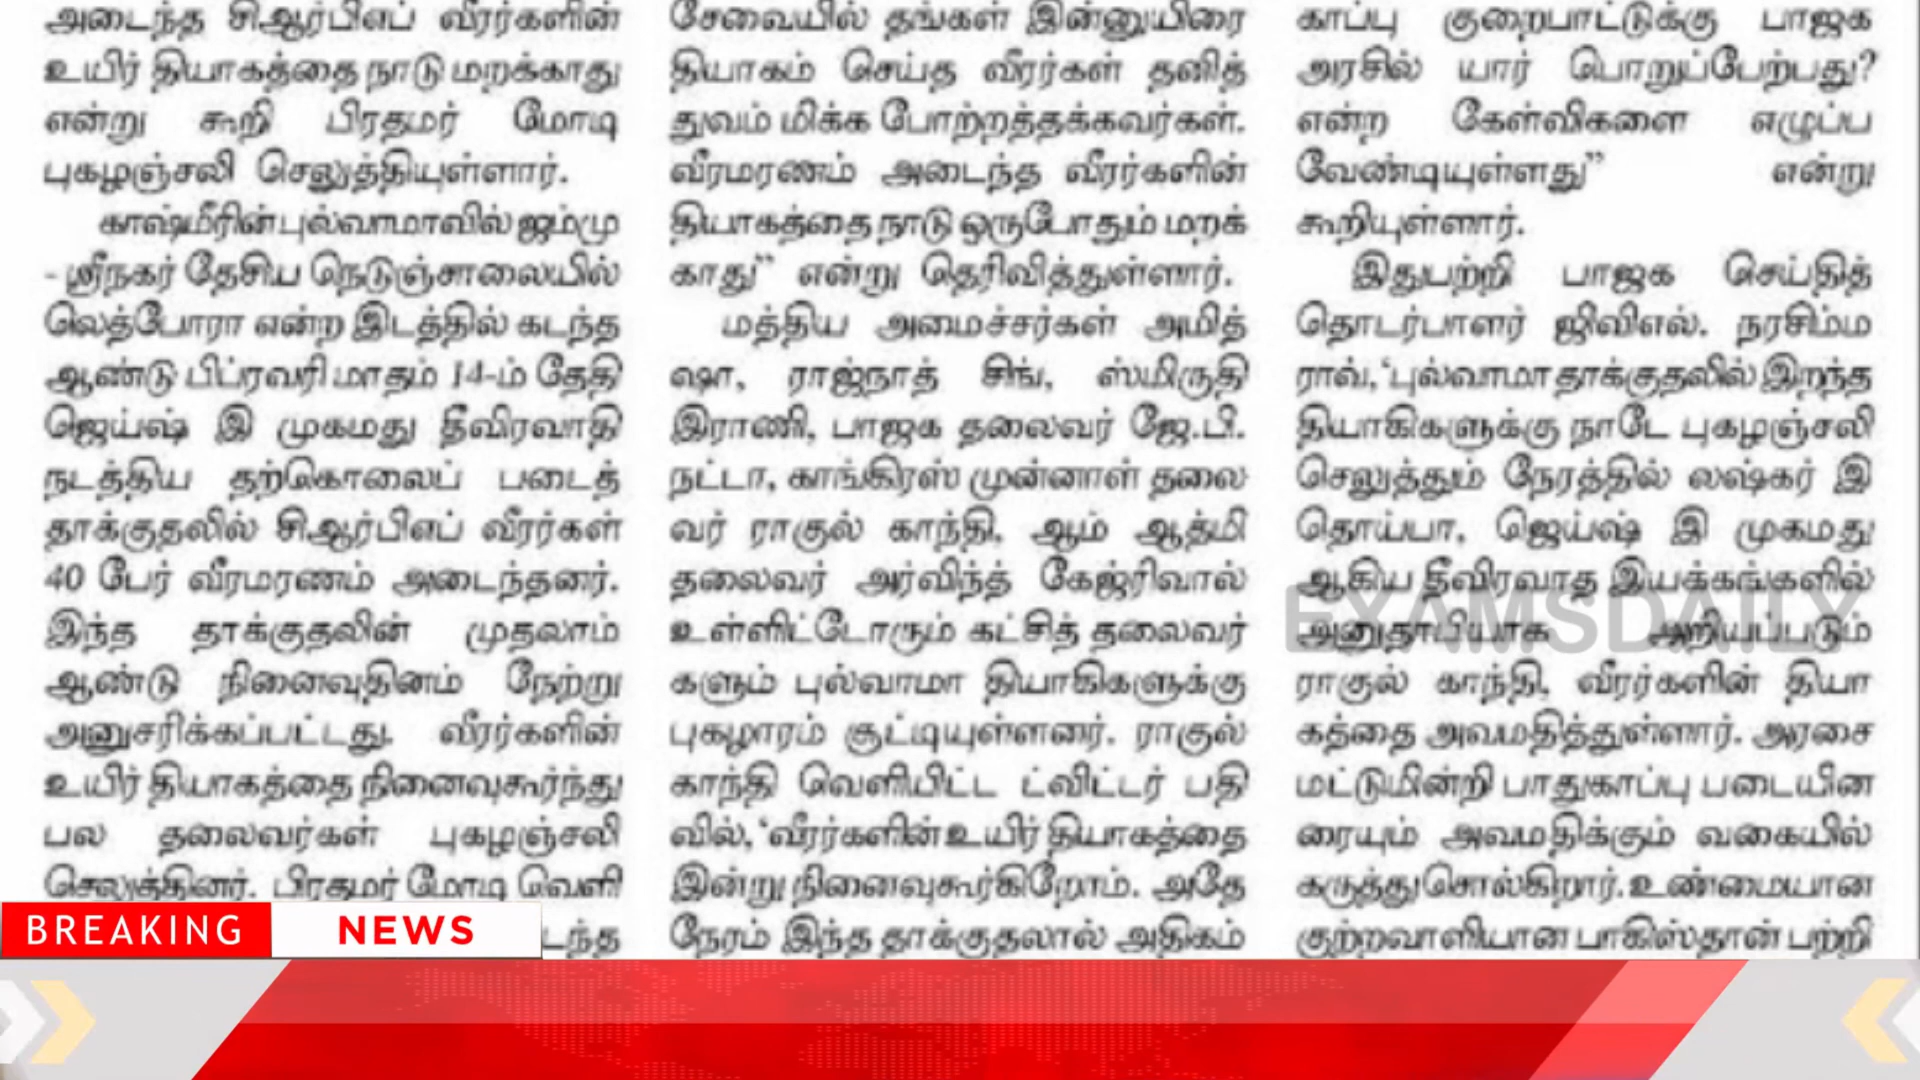 அடைந்த சிஆர்பிஎப் வீரர்களின்
உயிர் தியாகத்தை நாடு மறக்காது
என்று கூறி பிரதமர் மோடி
புகழஞ்சலி செலுத்தியுள்ளார்.
காஷ்மீரின் புல்வாமாவில் ஜம்மு
- ஸ்ரீநகர் தேசிய நெடுஞ்சாலையில்
லெத்போரா என்ற இடத்தில் கடந்த
ஆண்டு பிப்ரவரி மாதம் 14-ம் தேதி
ஜெய்ஷ் இ முகமது தீவிரவாதி
நடத்திய தற்கொலைப் படைத்
தாக்குதலில் சிஆர்பிஎப் வீரர்கள்
40 பேர் வீரமரணம் அடைந்தனர்.
இந்த தாக்குதலின் முதலாம்
ஆண்டு நினைவுதினம் நேற்று
அனுசரிக்கப்பட்டது. வீரர்களின்
உயிர் தியாகத்தை நினைவுகூர்ந்து
பல தலைவர்கள் புகழஞ்சலி
செலுத்தினர். பிரதமர் மோடி வெளி
டந்த
சேவையில் தங்கள் இன்னுயிரை
தியாகம் செய்த வீரர்கள் தனித்
துவம் மிக்க போற்றத்தக்கவர்கள்.
வீரமரணம் அடைந்த வீரர்களின்
தியாகத்தை நாடு ஒருபோதும் மறக்
காது” என்று தெரிவித்துள்ளார்.
மத்திய அமைச்சர்கள் அமித்
ஷா, ராஜ்நாத் சிங், ஸ்மிருதி
இராணி, பாஜக தலைவர் ஜே.பி.
நட்டா, காங்கிரஸ் முன்னாள் தலை
வர் ராகுல் காந்தி, ஆம் ஆத்மி
தலைவர் அர்விந்த் கேஜ்ரிவால்
உள்ளிட்டோரும் கட்சித் தலைவர்
களும் புல்வாமா தியாகிகளுக்கு
புகழாரம் சூட்டியுள்ளனர். ராகுல்
காந்தி வெளியிட்ட ட்விட்டர் பதி
வில், ‘வீரர்களின் உயிர் தியாகத்தை
இன்று நினைவுகூர்கிறோம். அதே
நேரம் இந்த தாக்குதலால் அதிகம்
காப்பு குறைபாட்டுக்கு பாஜக
அரசில் யார் பொறுப்பேற்பது?
என்ற கேள்விகளை எழுப்ப
வேண்டியுள்ளது” என்று
கூறியுள்ளார்.
இதுபற்றி பாஜக செய்தித்
தொடர்பாளர் ஜிவிஎல். நரசிம்ம
ராவ், ‘புல்வாமா தாக்குதலில் இறந்த
தியாகிகளுக்கு நாடே புகழஞ்சலி
செலுத்தும் நேரத்தில் லஷ்கர் இ
தொய்பா, ஜெய்ஷ் இ முகமது
ஆகிய தீவிரவாத இயக்கங்களில்
அனுதாபியாக அறியப்படும்
ராகுல் காந்தி, வீரர்களின் தியா
கத்தை அவமதித்துள்ளார். அரசை
மட்டுமின்றி பாதுகாப்பு படையின
ரையும் அவமதிக்கும் வகையில்
கருத்து சொல்கிறார். உண்மையான
குற்றவாளியான பாகிஸ்தான் பற்றி
EXAMSDAILY
BREAKING NEWS